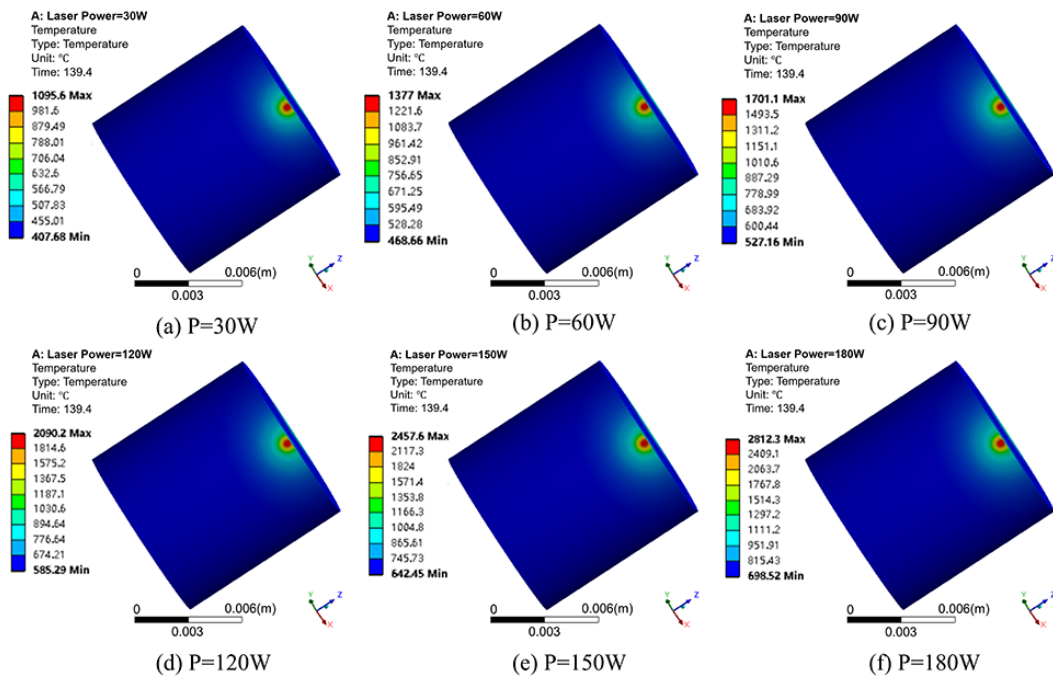 A: Laser Power=30W
Temperature
Type: Temperature
Unit: °C
Time: 139.4
1095.6 Max
981.6
879.49
788.01
706.04
632.6
566.79
507.83
455.01
407.68 Min
0
0.006(m)
0.003
Y
Z
X
(a) P=30W
A: Laser Power=60W
Temperature
Type: Temperature
Unit: °C
Time: 139.4
1377 Max
1221.6
1083.7
961.42
852.91
756.65
671.25
595.49
528.28
468.66 Min
0
0.006(m)
0.003
Y
Z
X
(b) P=60W
A: Laser Power=90W
Temperature
Type: Temperature
Unit: °C
Time: 139.4
1701.1 Max
1493.5
1311.2
1151.1
1010.6
887.29
778.99
683.92
600.44
527.16 Min
0
0.006(m)
0.003
Y
Z
X
(c) P=90W
A: Laser Power=120W
Temperature
Type: Temperature
Unit: °C
Time: 139.4
2090.2 Max
1814.6
1575.2
1367.5
1187.1
1030.6
894.64
776.64
674.21
585.29 Min
0
0.006(m)
0.003
Y
Z
X
(d) P=120W
A: Laser Power=150W
Temperature
Type: Temperature
Unit: °C
Time: 139.4
2457.6 Max
2117.3
1824
1571.4
1353.8
1166.3
1004.8
865.61
745.73
642.45 Min
0
0.006(m)
0.003
Y
Z
X
(e) P=150W
A: Laser Power=180W
Temperature
Type: Temperature
Unit: °C
Time: 139.4
2812.3 Max
2409.1
2063.7
1767.8
1514.3
1297.2
1111.2
951.91
815.43
698.52 Min
0
0.006(m)
0.003
Y
Z
X
(f) P=180W